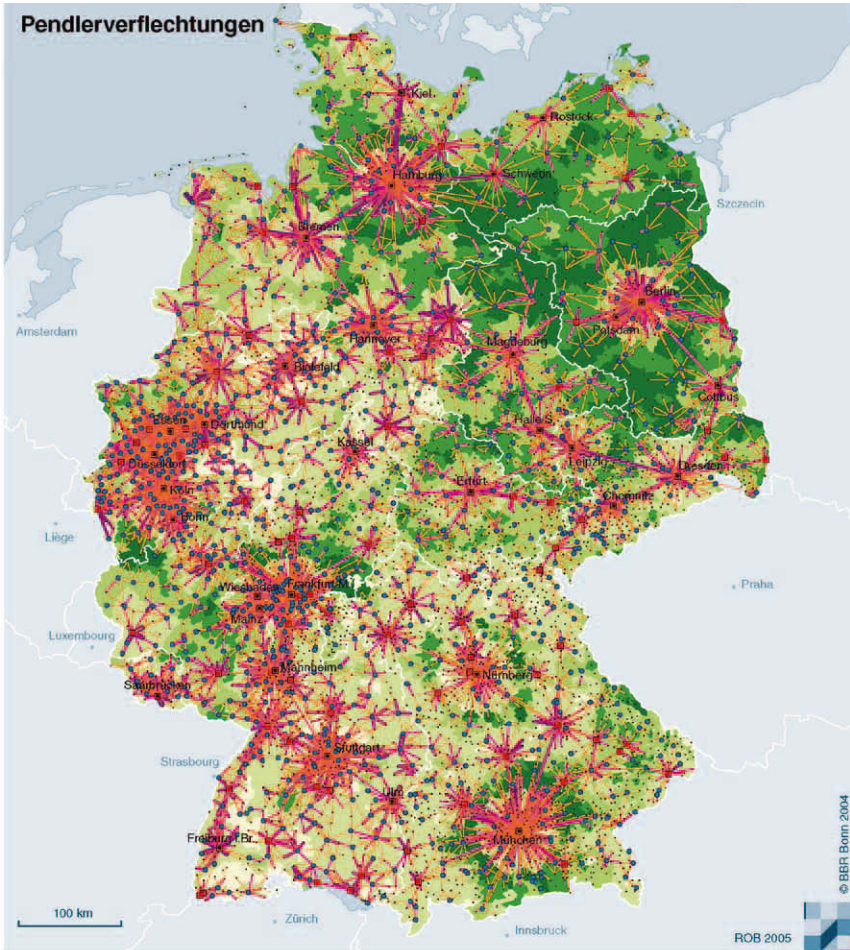 Pendlerverflechtungen
Kiel
Rostock
Hamburg
Schwerin
Szczecin
Bremen
Berlin
Amsterdam
Potsdam
Hannover
Magdeburg
Bielefeld
Cottbus
Essen
Dortmund
Halle/S.
Düsseldorf
Kassel
Leipzig
Dresden
Köln
Erfurt
Chemnitz
Bonn
Liège
Praha
Wiesbaden
Frankfurt/M.
Mainz
Luxembourg
Mannheim
Saarbrücken
Nürnberg
Strasbourg
Stuttgart
Ulm
München
Freiburg i.Br.
100 km
Zürich
Innsbruck
ROB 2005
© BBR Bonn 2004